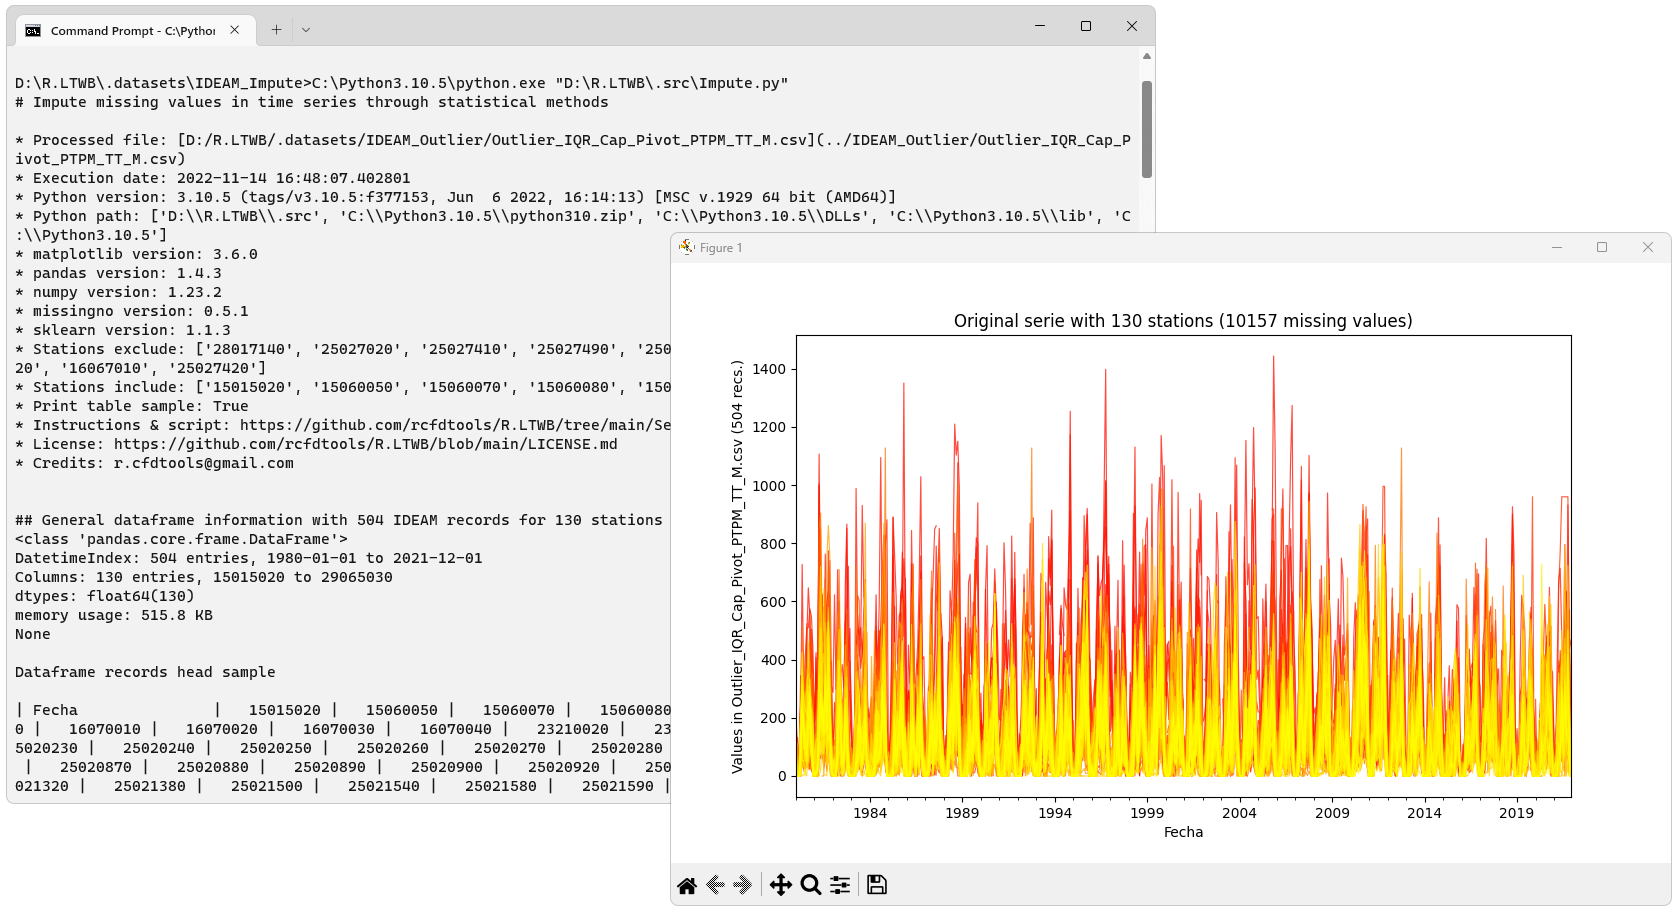 Command Prompt - C:\Pythor
D:\R.LTWB\.datasets\IDEAM_Impute>C:\Python3.10.5\python.exe "D:\R.LTWB\.src\Impute.py"
# Impute missing values in time series through statistical methods
* Processed file: [D:/R.LTWB/.datasets/IDEAM_Outlier/Outlier_IQR_Cap_Pivot_PTPM_TT_M.csv](../IDEAM_Outlier/Outlier_IQR_Cap_P
ivot_PTPM_TT_M.csv)
* Execution date: 2022-11-14 16:48:07.402801
* Python version: 3.10.5 (tags/v3.10.5:f377153, Jun  6 2022, 16:14:13) [MSC v.1929 64 bit (AMD64)]
* Python path: ['D:\\R.LTWB\\.src', 'C:\\Python3.10.5\\python310.zip', 'C:\\Python3.10.5\\DLLs', 'C:\\Python3.10.5\\lib', 'C
:\\Python3.10.5']
* matplotlib version: 3.6.0
* pandas version: 1.4.3
* numpy version: 1.23.2
* missingno version: 0.5.1
* sklearn version: 1.1.3
* Stations exclude: ['28017140', '25027020', '25027410', '25027490', '250
20', '16067010', '25027420']
* Stations include: ['15015020', '15060050', '15060070', '15060080', '150
* Print table sample: True
* Instructions & script: https://github.com/rcfdtools/R.LTWB/tree/main/Se
* License: https://github.com/rcfdtools/R.LTWB/blob/main/LICENSE.md
* Credits: r.cfdtools@gmail.com
## General dataframe information with 504 IDEAM records for 130 stations
<class 'pandas.core.frame.DataFrame'>
DatetimeIndex: 504 entries, 1980-01-01 to 2021-12-01
Columns: 130 entries, 15015020 to 29065030
dtypes: float64(130)
memory usage: 515.8 KB
None
Dataframe records head sample
| Fecha               |   15015020 |   15060050 |   15060070 |   15060080
0 |   16070010 |   16070020 |   16070030 |   16070040 |   23210020 |   23
5020230 |   25020240 |   25020250 |   25020260 |   25020270 |   25020280
 |   25020870 |   25020880 |   25020890 |   25020900 |   25020920 |   250
021320 |   25021380 |   25021500 |   25021540 |   25021580 |   25021590 |
Figure 1
Original serie with 130 stations (10157 missing values)
Values in Outlier_IQR_Cap_Pivot_PTPM_TT_M.csv (504 recs.)
1400
1200
1000
800
600
400
200
0
1984 1989 1994 1999 2004 2009 2014 2019
Fecha